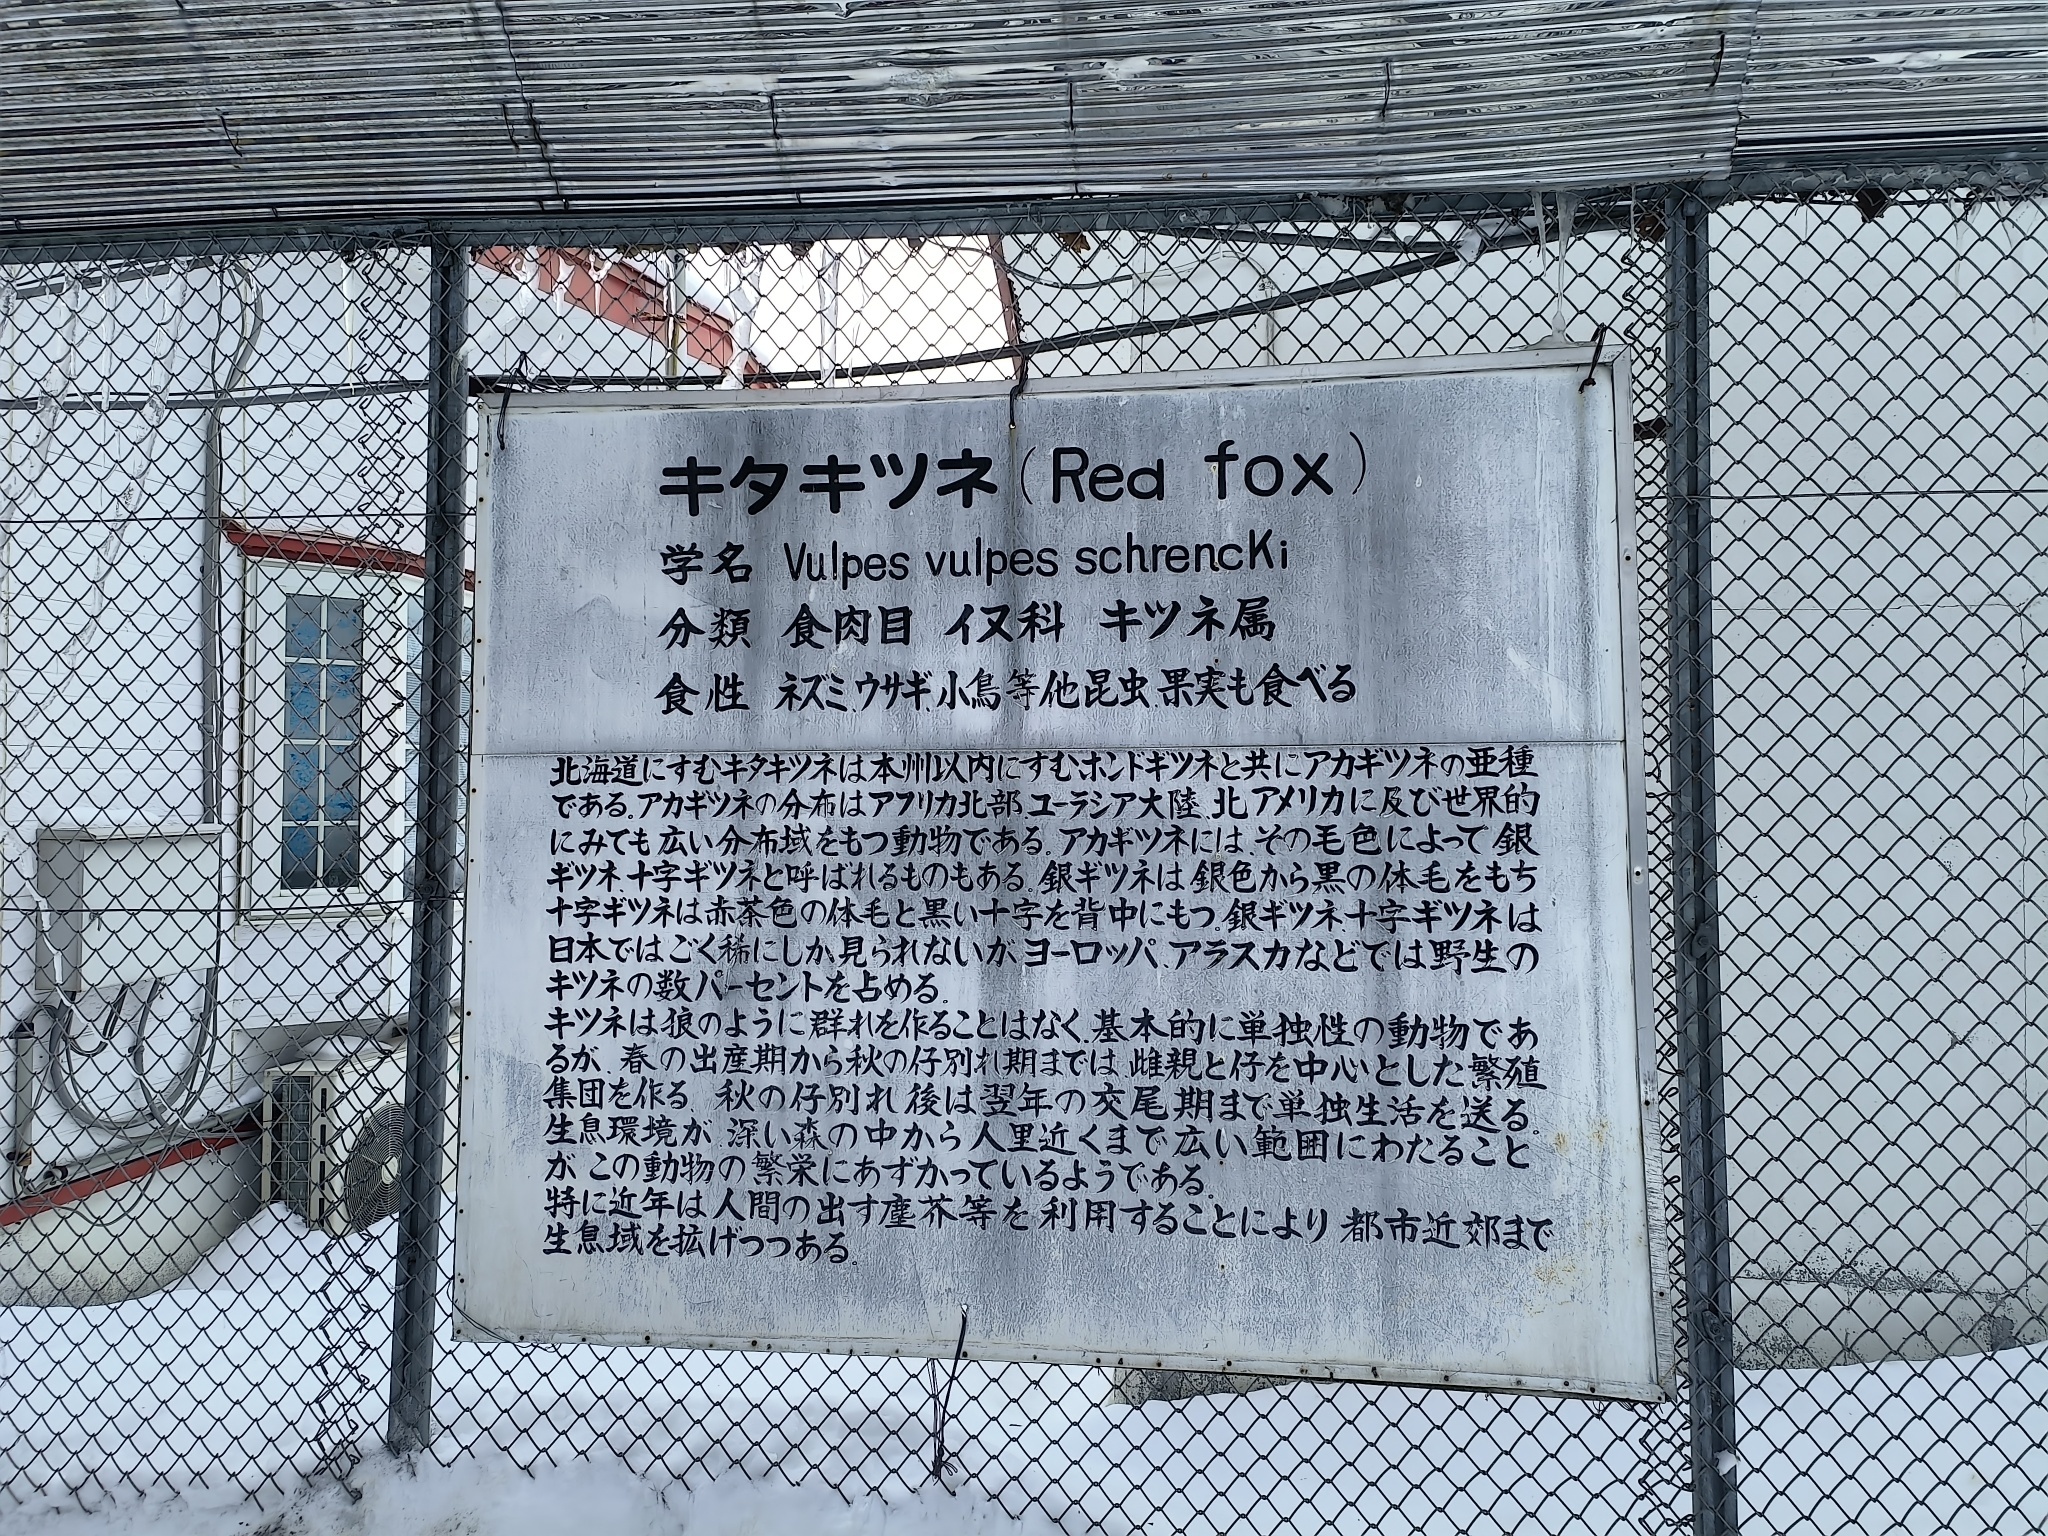 キタキツネ(Red fox)
学名 Vulpes vulpes schrencki
分類 食肉目 イヌ科 キツネ属
食性 ネズミ、ウサギ、小鳥等他昆虫、果実も食べる
北海道にすむキタキツネは本州以内にすむホンドギツネと共にアカギツネの亜種
である。アカギツネの分布はアフリカ北部、ユーラシア大陸、北アメリカに及び世界的
にみても広い分布域をもつ動物である。アカギツネには、その毛色によって銀
ギツネ、十字ギツネと呼ばれるものもある。銀ギツネは銀色から黒の体毛をもち
十字ギツネは赤茶色の体毛と黒い十字を背中にもつ。銀ギツネ、十字ギツネは
日本ではごく稀にしか見られないが、ヨーロッパ、アラスカなどでは野生の
キツネの数パーセントを占める。
キツネは狼のように群れを作ることはなく、基本的に単独性の動物であ
るが、春の出産期から秋の仔別れ期までは、雌親と仔を中心とした繁殖
集団を作る。秋の仔別れ後は翌年の交尾期まで単独生活を送る。
生息環境が、深い森の中から人里近くまで広い範囲にわたること
が、この動物の繁栄にあずかっているようである。
特に近年は人間の出す塵芥等を利用することにより都市近郊まで
生息域を拡げつつある。